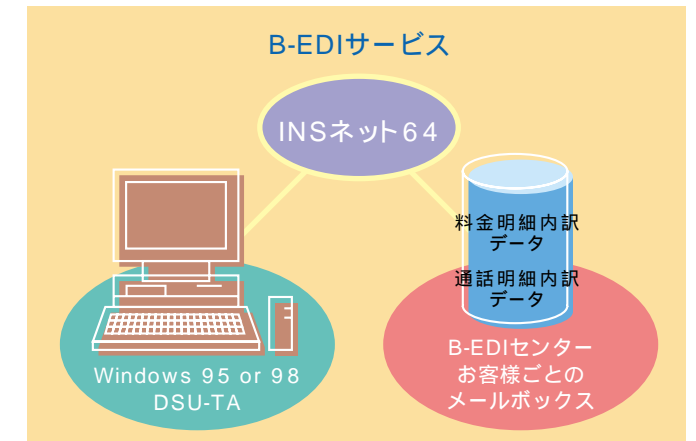 B-EDIサービス
INSネット64
料金明細内訳
データ
通話明細内訳
データ
Windows 95 or 98
DSU-TA
B-EDIセンター
お客様ごとの
メールボックス